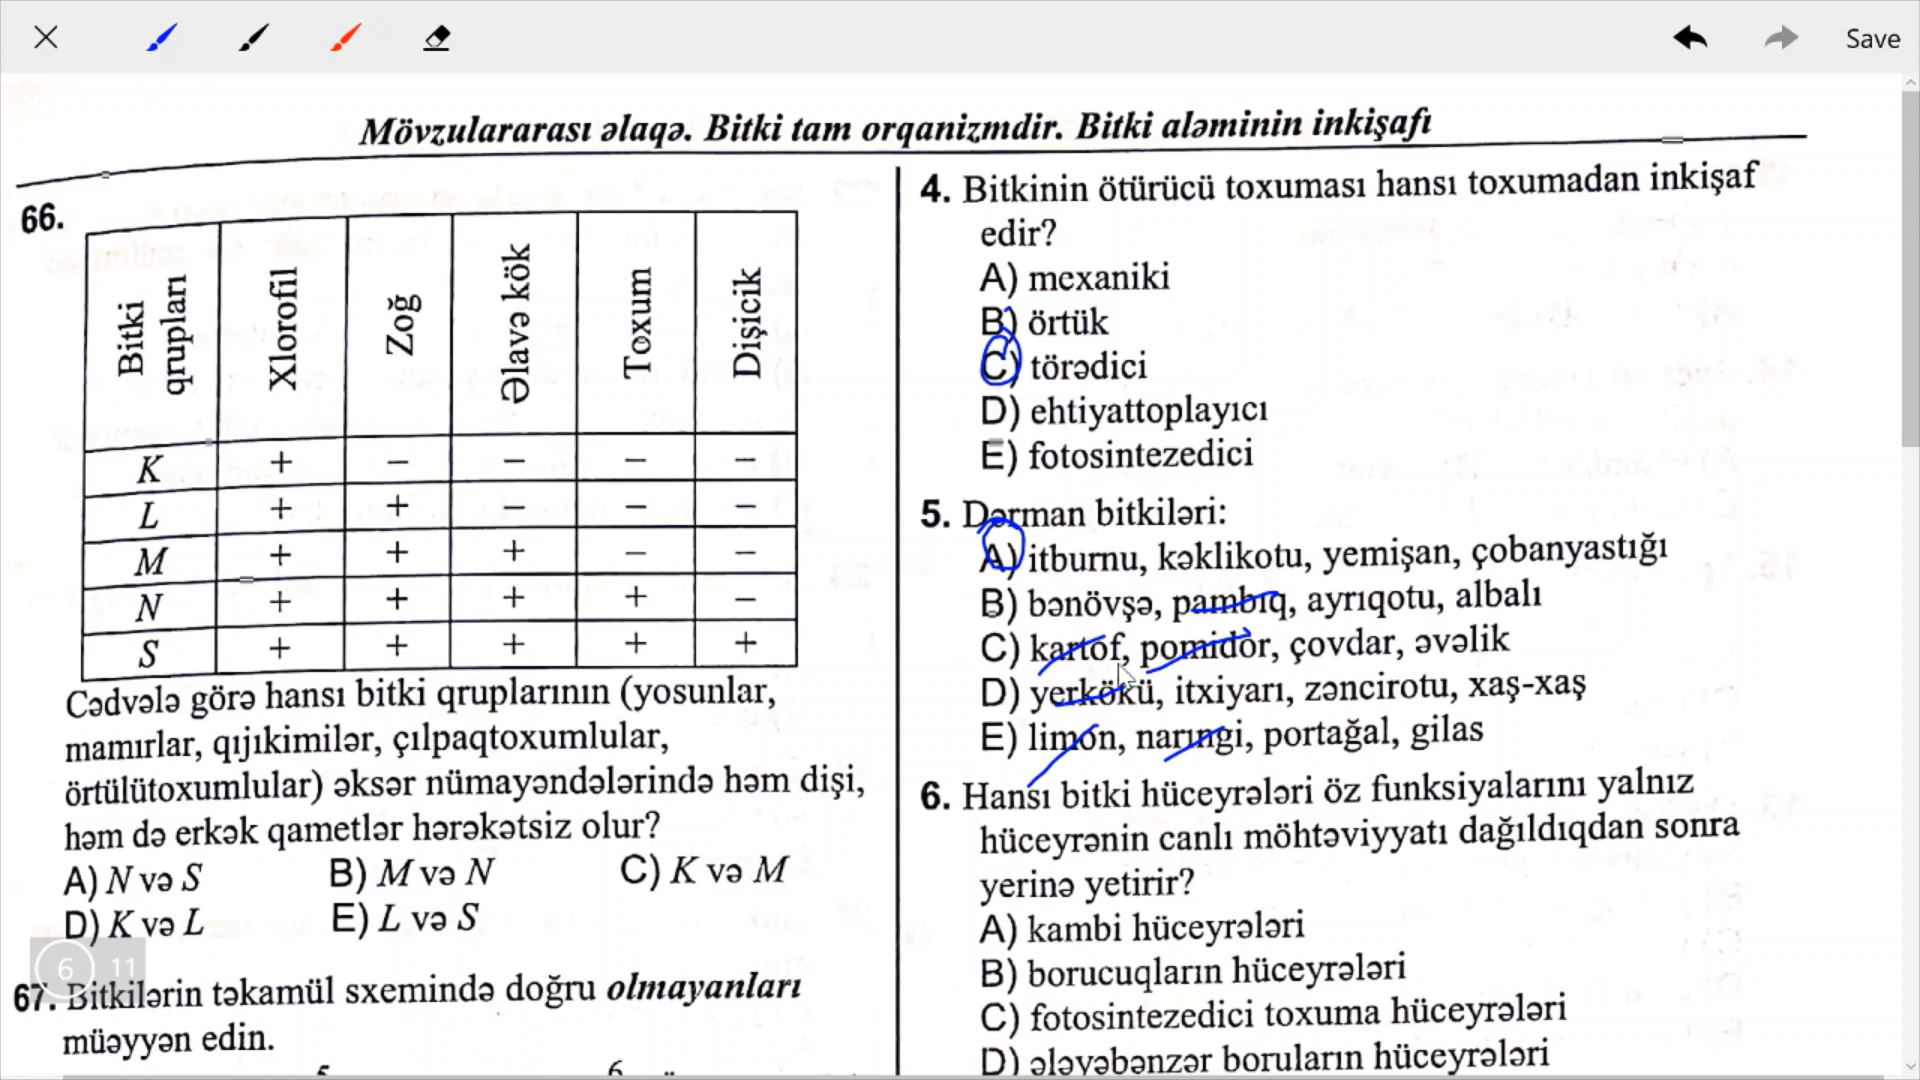 Save
Mövzulararası əlaqə. Bitki tam orqanizmdir. Bitki aləminin inkişafı
66.
Bitki qrupları Xlorofil Zoğ Əlavə kök Toxum Dişicik
K + – – – –
L + + – – –
M + + + – –
N + + + + –
S + + + + +
Cədvələ görə hansı bitki qruplarının (yosunlar,
mamırlar, qıjıkimilər, çılpaqtoxumlular,
örtülütoxumlular) əksər nümayəndələrində həm dişi,
həm də erkək qametlər hərəkətsiz olur?
A) N və S B) M və N C) K və M
D) K və L E) L və S
6 11
67. Bitkilərin təkamül sxemində doğru olmayanları
müəyyən edin.
5 6
4. Bitkinin ötürücü toxuması hansı toxumadan inkişaf
edir?
A) mexaniki
B) örtük
C) törədici
D) ehtiyattoplayıcı
E) fotosintezedici
5. Dərman bitkiləri:
A) itburnu, kəklikotu, yemişan, çobanyastığı
B) bənövşə, pambıq, ayrıqotu, albalı
C) kartof, pomidor, çovdar, əvəlik
D) yerkökü, itxiyarı, zəncirotu, xaş-xaş
E) limon, naringi, portağal, gilas
6. Hansı bitki hüceyrələri öz funksiyalarını yalnız
hüceyrənin canlı möhtəviyyatı dağıldıqdan sonra
yerinə yetirir?
A) kambi hüceyrələri
B) borucuqların hüceyrələri
C) fotosintezedici toxuma hüceyrələri
D) ələyəbənzər boruların hüceyrələri